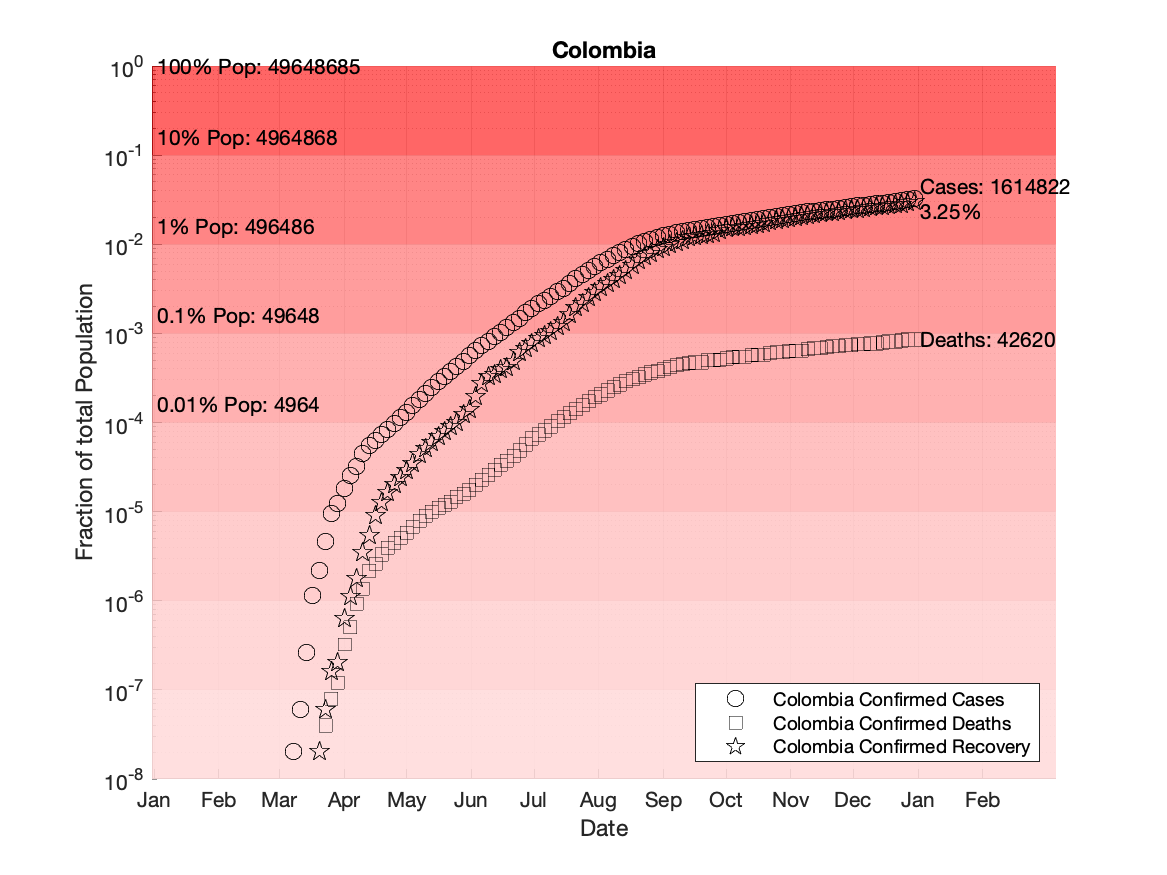 Colombia
10^0
100% Pop: 49648685
10% Pop: 4964868
10^-1
Cases: 1614822
3.25%
1% Pop: 496486
10^-2
0.1% Pop: 49648
10^-3
Deaths: 42620
0.01% Pop: 4964
10^-4
10^-5
10^-6
10^-7
10^-8
Fraction of total Population
Colombia Confirmed Cases
Colombia Confirmed Deaths
Colombia Confirmed Recovery
Jan Feb Mar Apr May Jun Jul Aug Sep Oct Nov Dec Jan Feb
Date